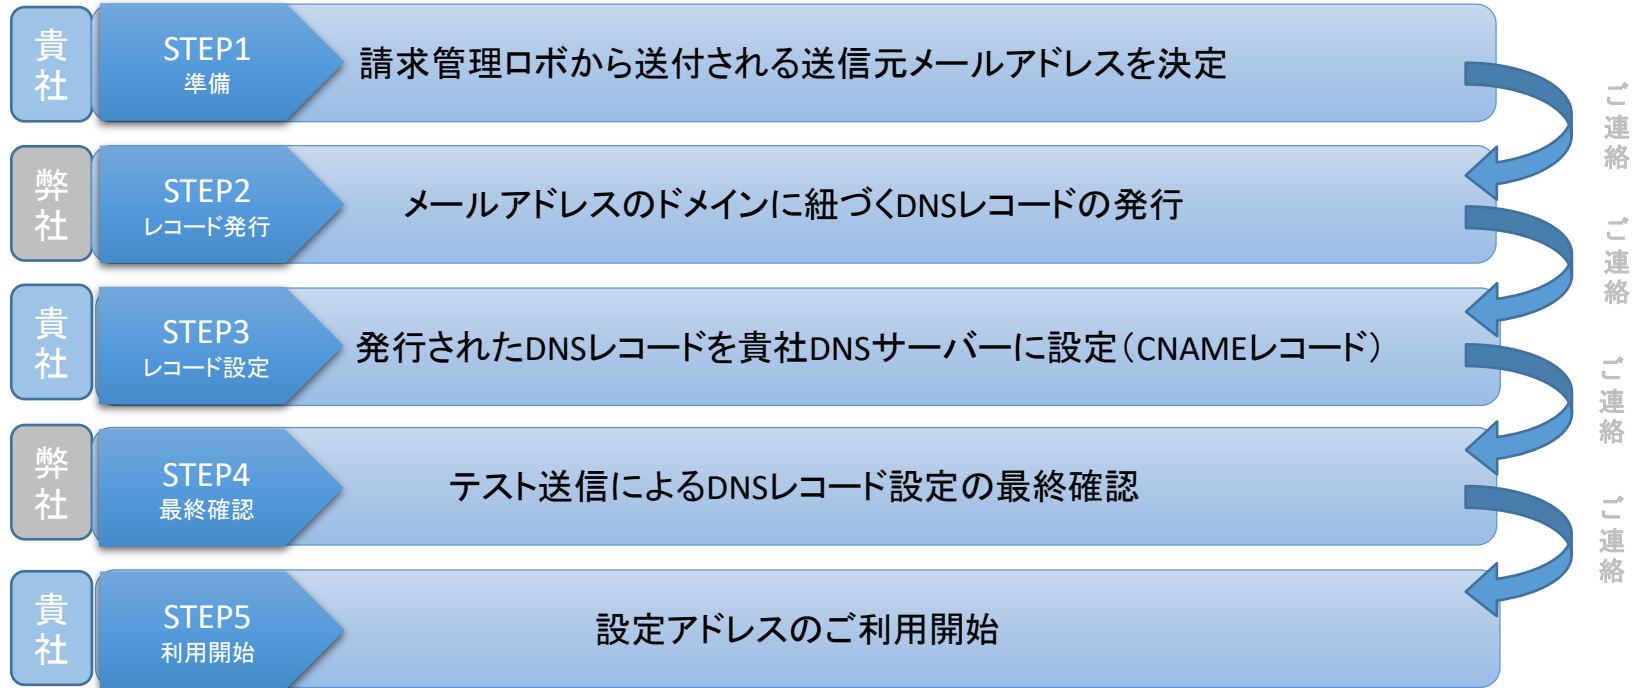 貴社
STEP1
準備
請求管理ロボから送付される送信元メールアドレスを決定
ご連絡
弊社
STEP2
レコード発行
メールアドレスのドメインに紐づくDNSレコードの発行
ご連絡
貴社
STEP3
レコード設定
発行されたDNSレコードを貴社DNSサーバーに設定（CNAMEレコード）
ご連絡
弊社
STEP4
最終確認
テスト送信によるDNSレコード設定の最終確認
ご連絡
貴社
STEP5
利用開始
設定アドレスのご利用開始